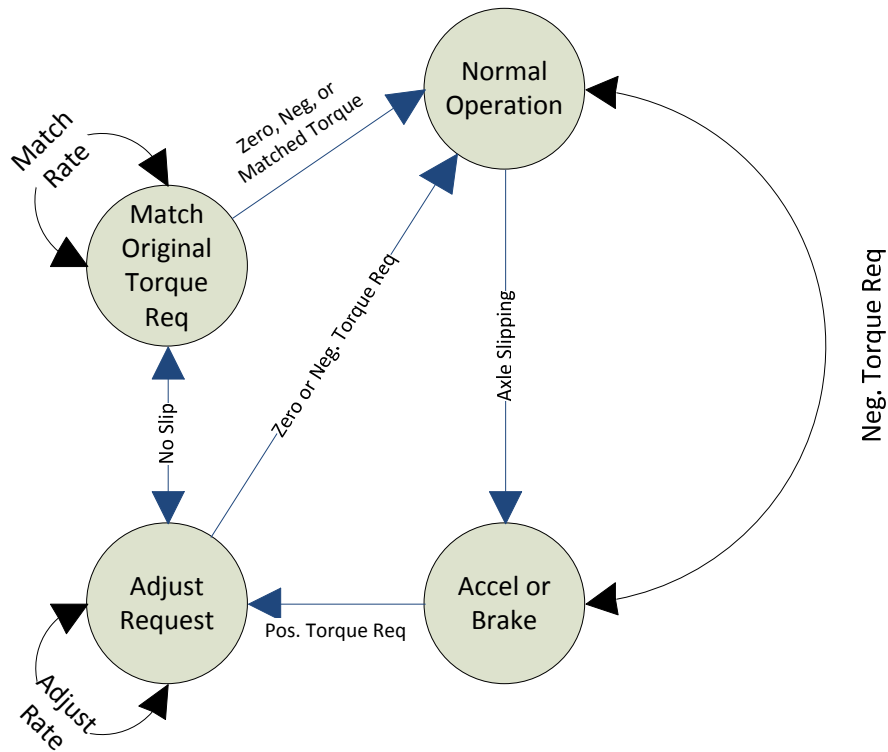 Normal
Operation
Zero, Neg, or
Matched Torque
Match
Rate
Match
Original
Torque
Req
Zero or Neg. Torque Req
Axle Slipping
Neg. Torque Req
No Slip
Adjust
Request
Pos. Torque Req
Accel or
Brake
Adjust
Rate